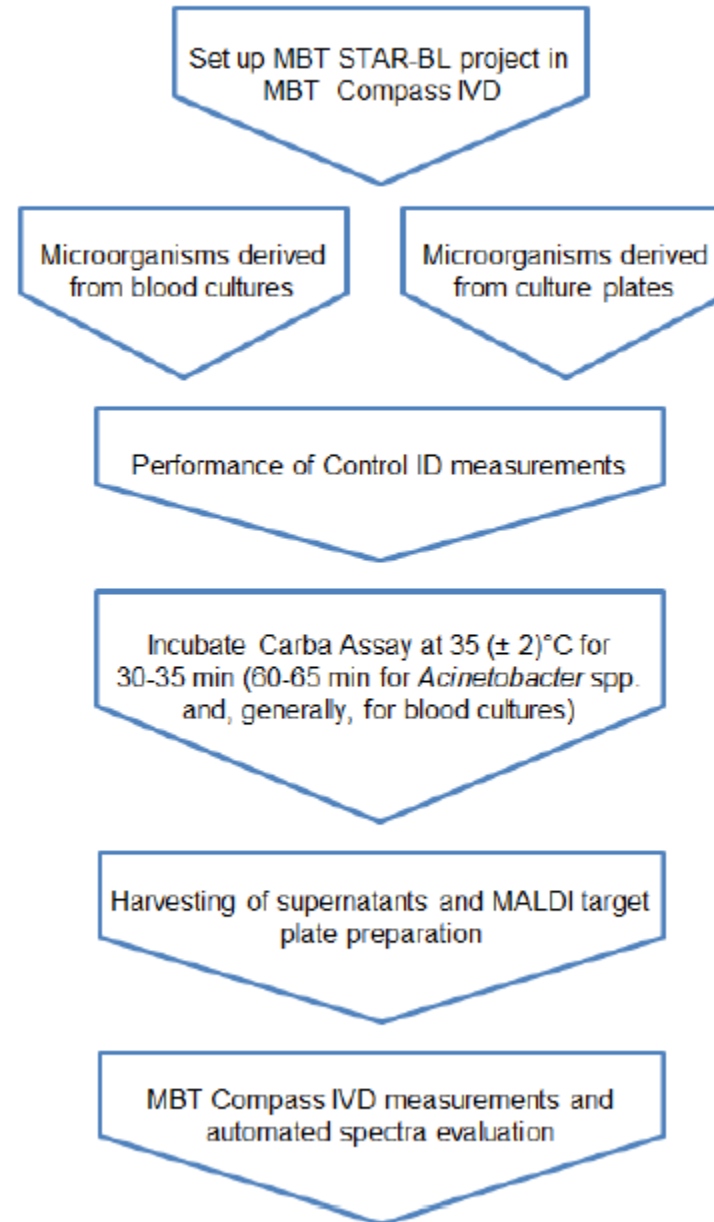 Set up MBT STAR-BL project in
MBT Compass IVD
Microorganisms derived
from blood cultures
Microorganisms derived
from culture plates
Performance of Control ID measurements
Incubate Carba Assay at 35 (± 2)°C for
30-35 min (60-65 min for Acinetobacter spp.
and, generally, for blood cultures)
Harvesting of supernatants and MALDI target
plate preparation
MBT Compass IVD measurements and
automated spectra evaluation